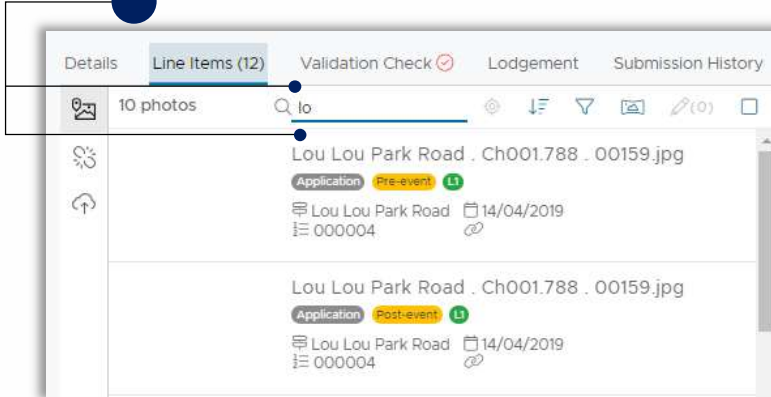 Details Line Items (12) Validation Check Lodgement Submission History
10 photos lo (0)
Lou Lou Park Road . Ch001.788 . 00159.jpg
Application Pre-event L1
Lou Lou Park Road 14/04/2019
000004
Lou Lou Park Road . Ch001.788 . 00159.jpg
Application Post-event L1
Lou Lou Park Road 14/04/2019
000004